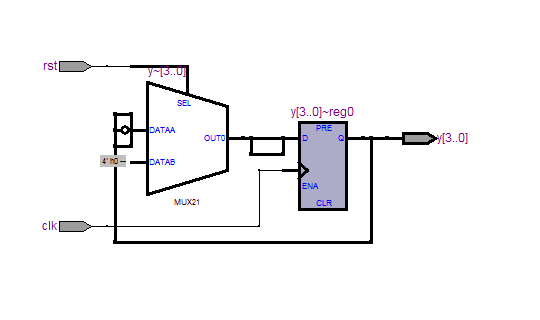 rst
y~[3..0]
SEL
DATAA
DATAB
OUT0
MUX21
4' h0
y[3..0]~reg0
PRE
D
Q
ENA
CLR
y[3..0]
clk